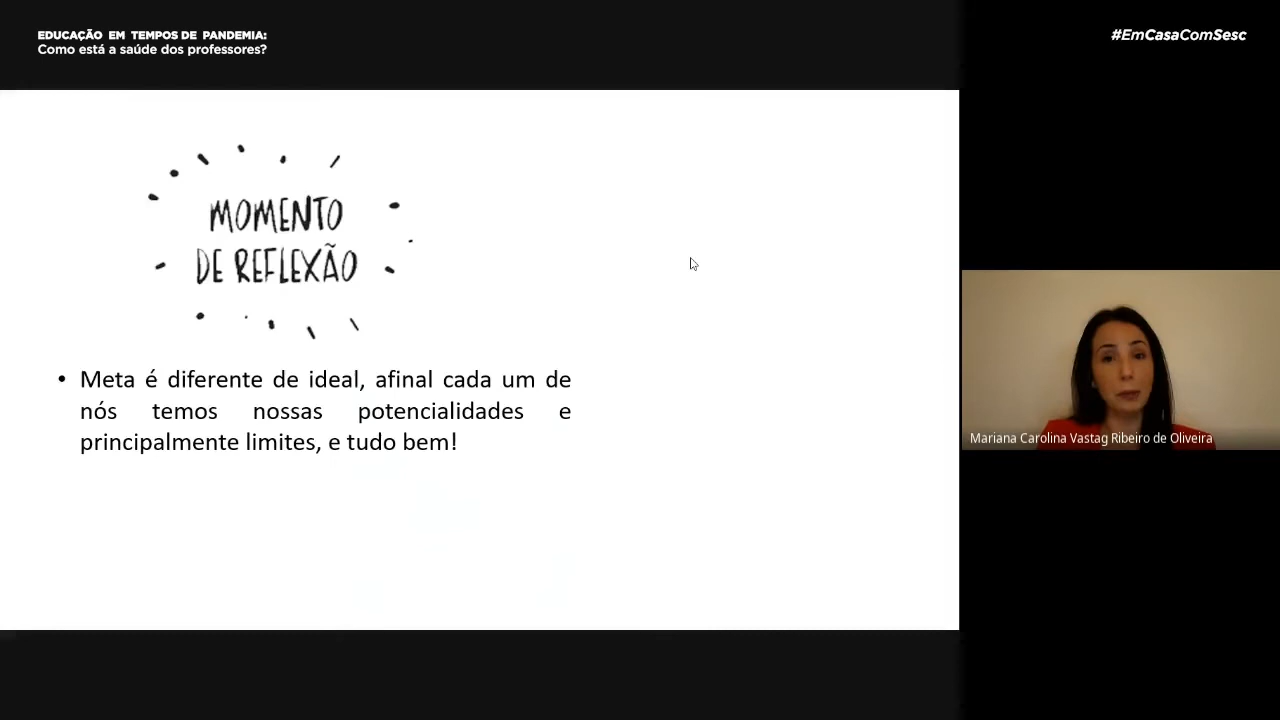 EDUCAÇÃO EM TEMPOS DE PANDEMIA:
Como está a saúde dos professores?
#EmCasaComSesc
MOMENTO
DE REFLEXÃO
• Meta é diferente de ideal, afinal cada um de
nós temos nossas potencialidades e
principalmente limites, e tudo bem!
Mariana Carolina Vastag Ribeiro de Oliveira